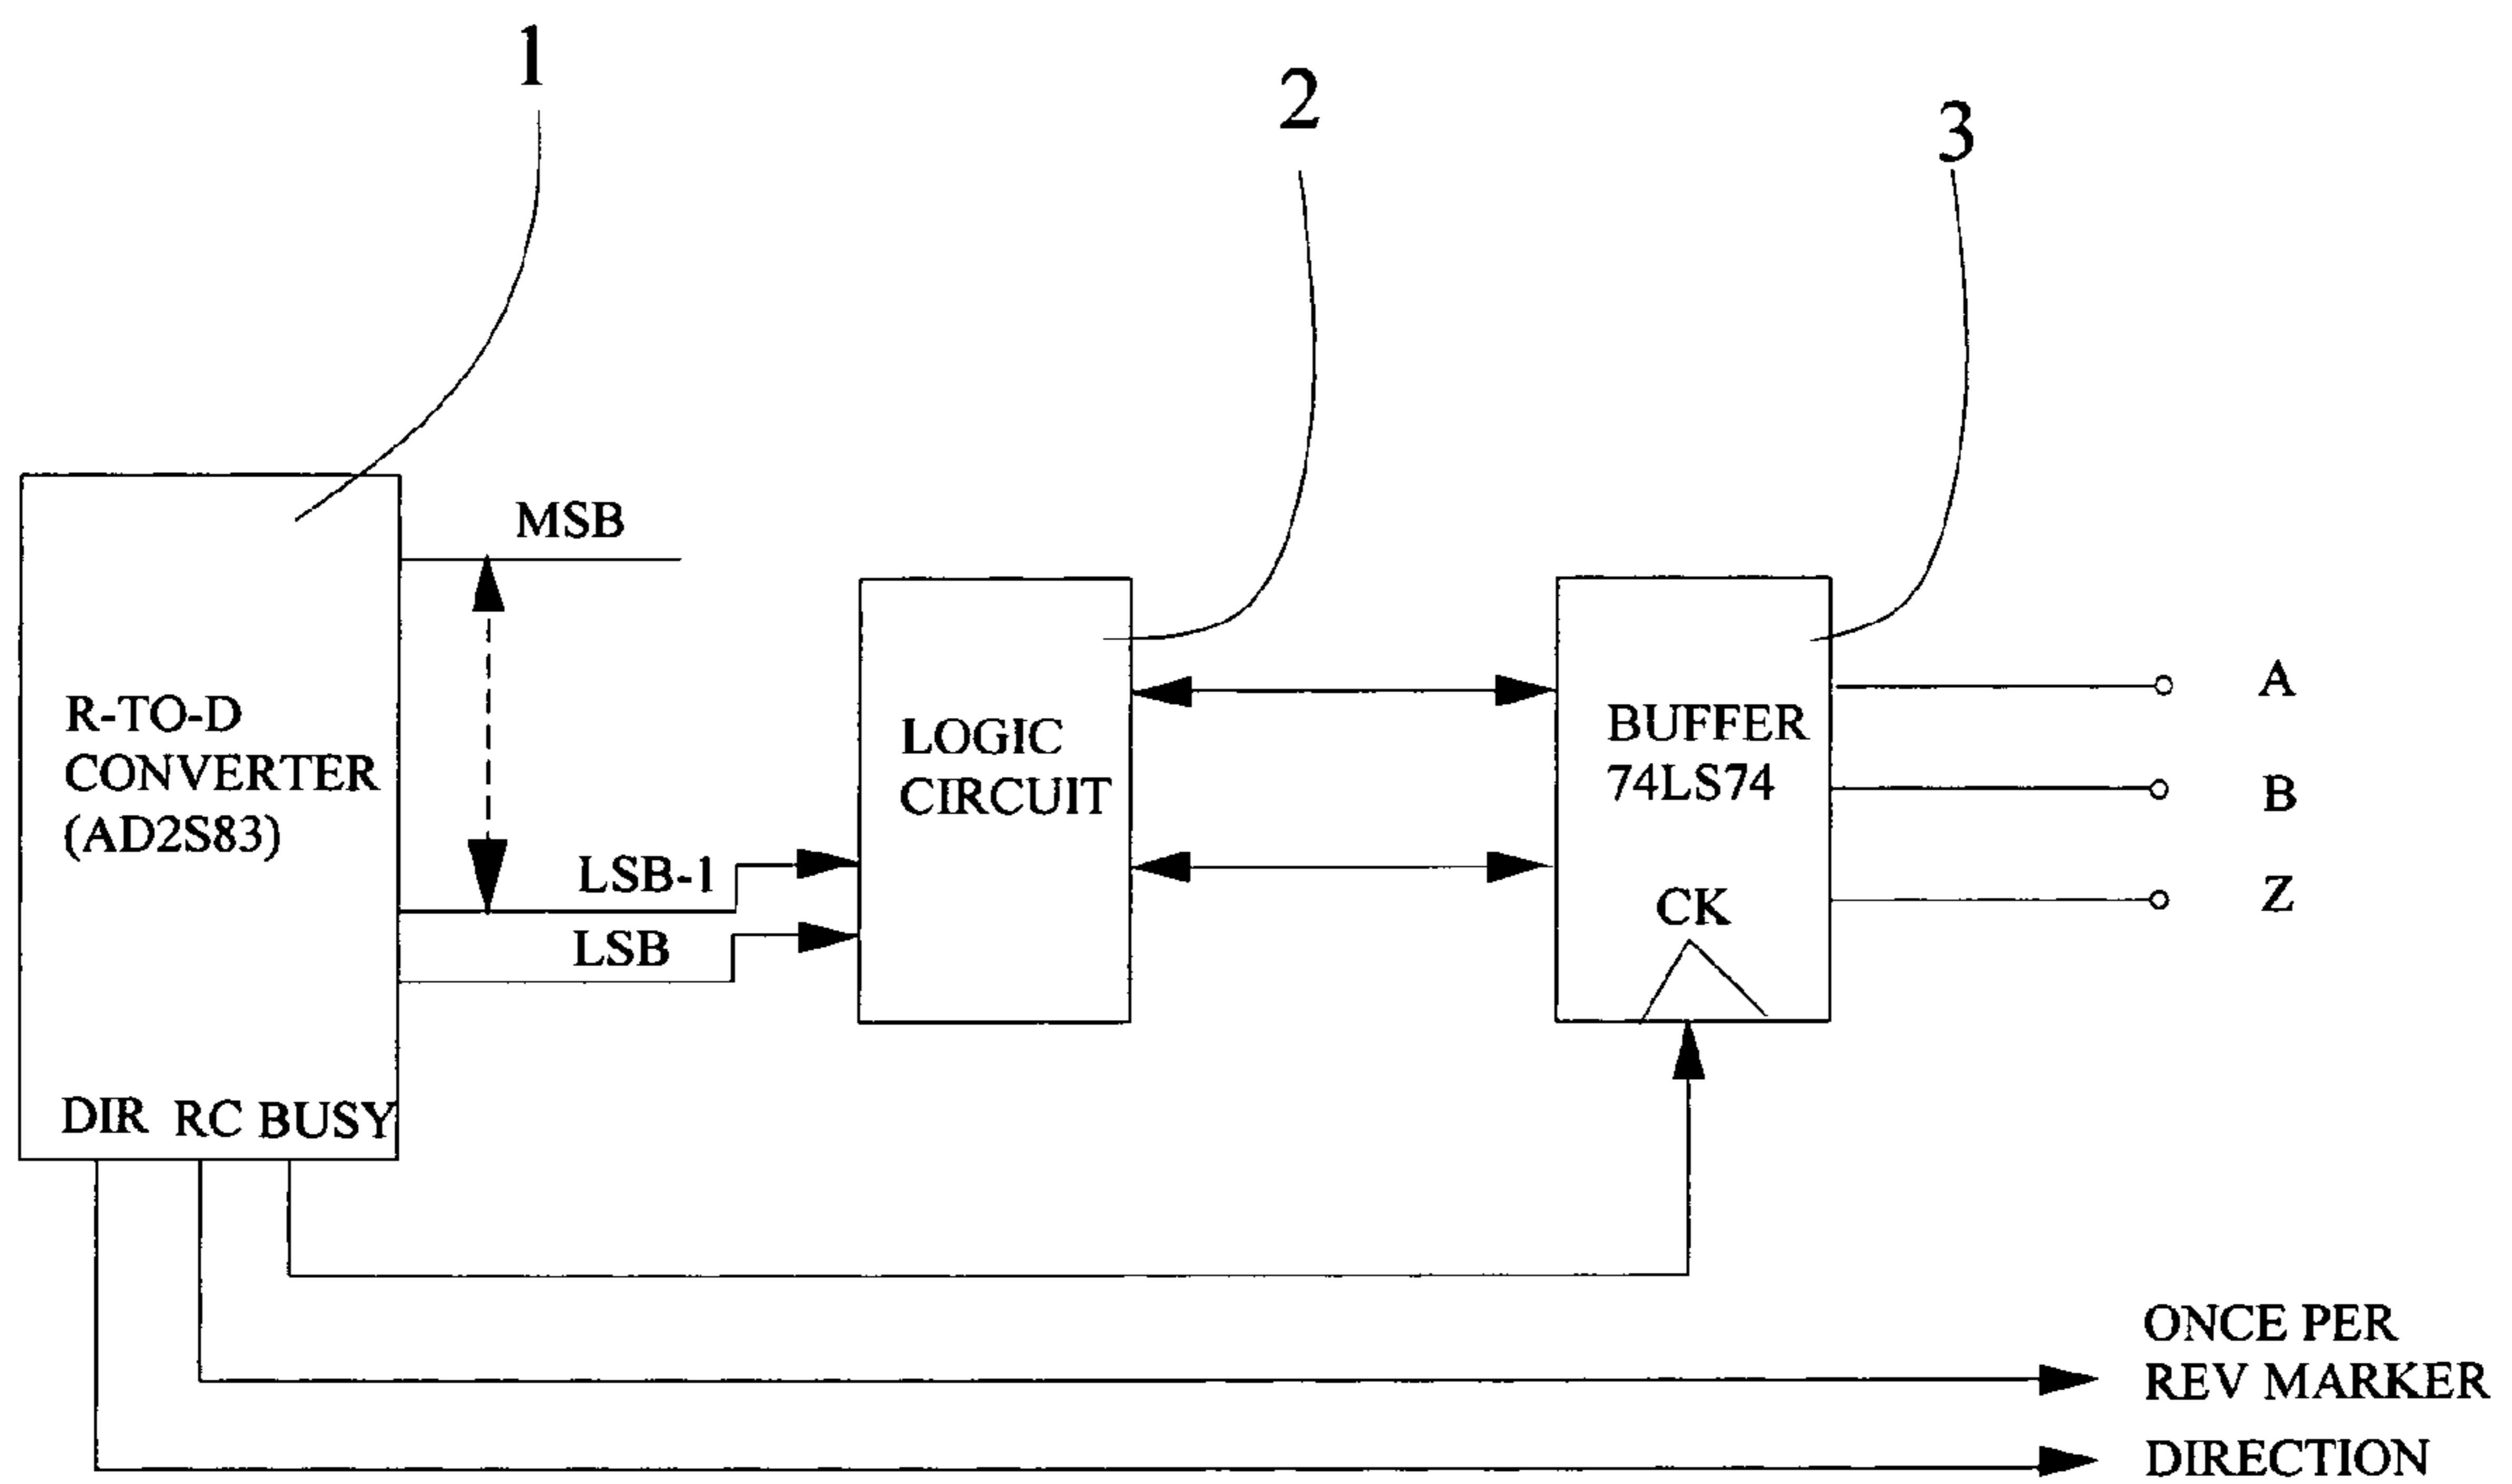 1
2
3
MSB
R-TO-D
CONVERTER
(AD2S83)
LSB-1
LSB
DIR RC BUSY
LOGIC
CIRCUIT
BUFFER
74LS74
CK
A
B
Z
ONCE PER
REV MARKER
DIRECTION